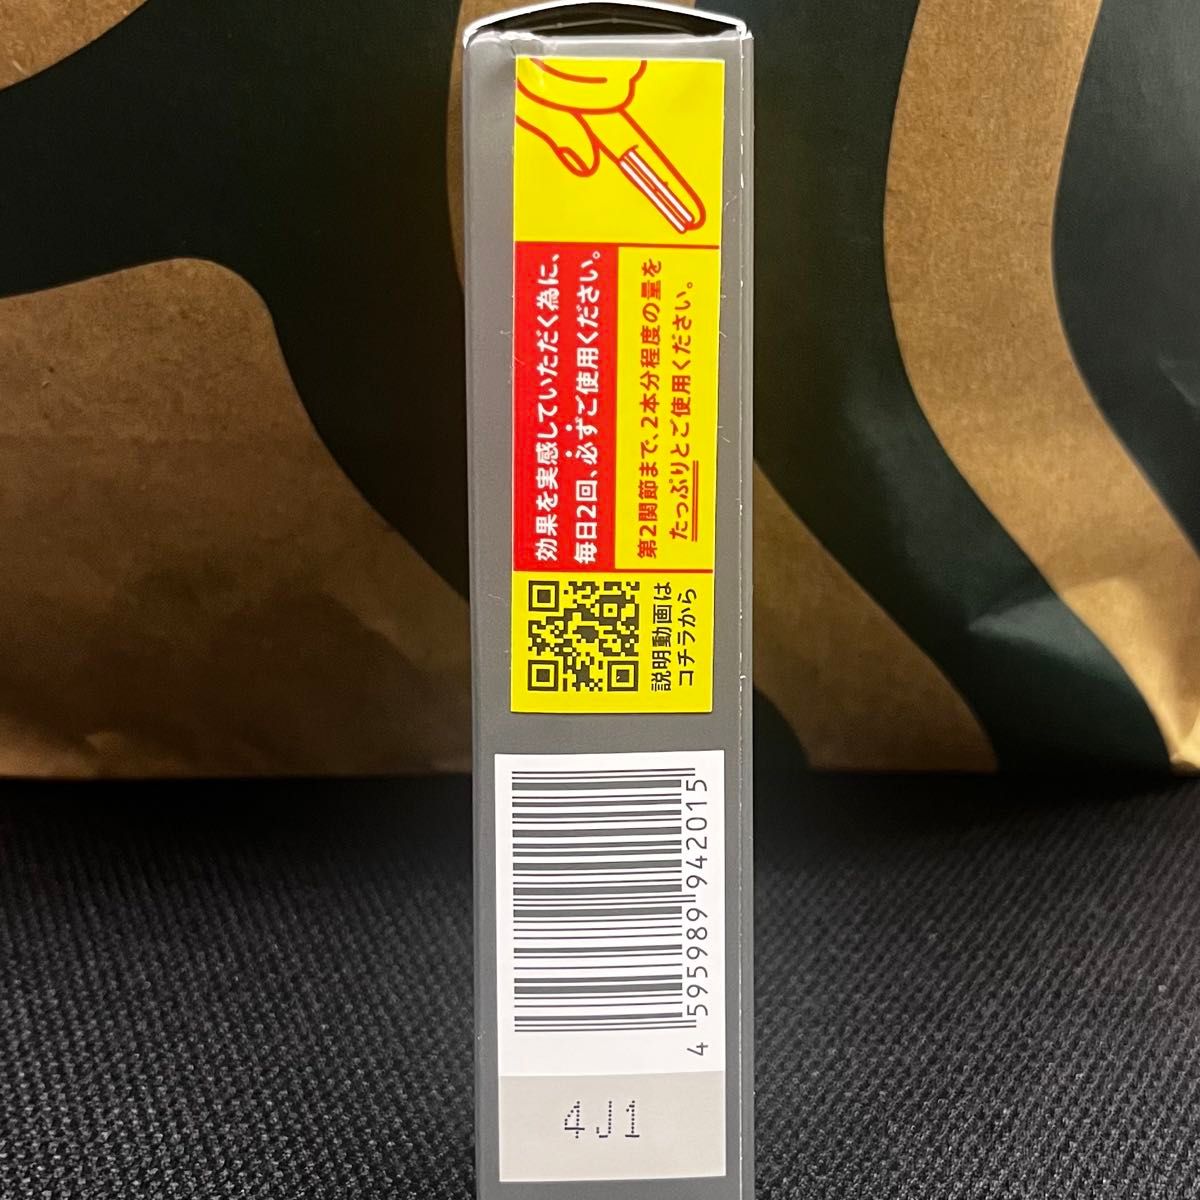 効果を実感していただく為に、
毎日2回、必ずご使用ください。
第2関節まで、2本分程度の量を
たっぷりとご使用ください。
説明動画は
コチラから
4 595989 942015
4J1